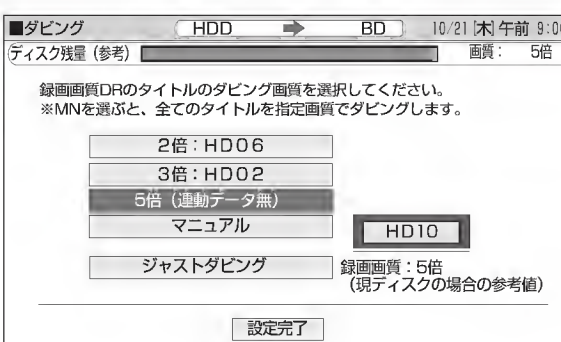 ■ダビング HDD ➡ BD 10/21[木]午前 9:0
ディスク残量(参考) 画質: 5倍
録画画質DRのタイトルのダビング画質を選択してください。
※MNを選ぶと、全てのタイトルを指定画質でダビングします。
2倍:HD06
3倍:HD02
5倍(連動データ無)
マニュアル
HD10
ジャストダビング
録画画質:5倍
(現ディスクの場合の参考値)
設定完了